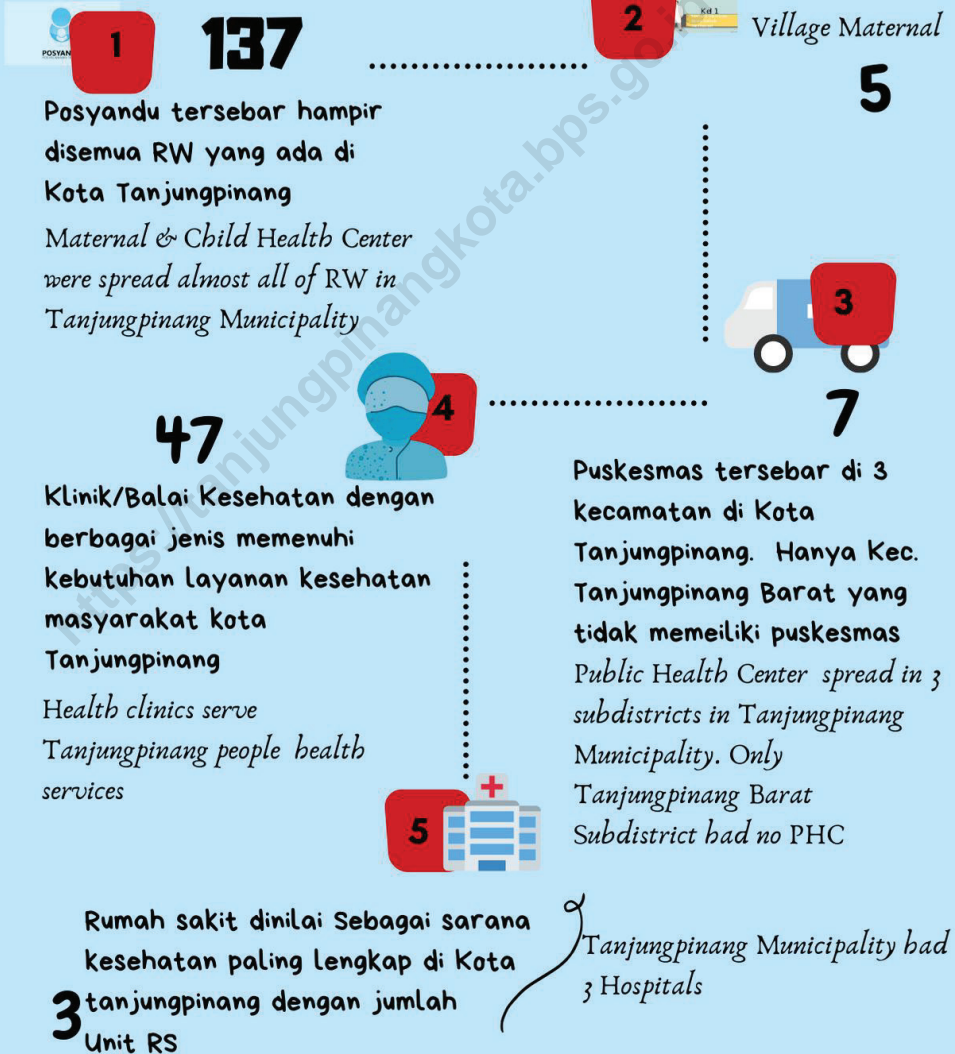 POSYAN
1
137
2
Kd 1
Village Maternal
5
Posyandu tersebar hampir
disemua RW yang ada di
Kota Tanjungpinang
Maternal & Child Health Center
were spread almost all of RW in
Tanjungpinang Municipality
3
7
Puskesmas tersebar di 3
kecamatan di Kota
Tanjungpinang. Hanya Kec.
Tanjungpinang Barat yang
tidak memeiliki puskesmas
Public Health Center spread in 3
subdistricts in Tanjungpinang
Municipality. Only
Tanjungpinang Barat
Subdistrict had no PHC
4
47
Klinik/Balai Kesehatan dengan
berbagai jenis memenuhi
kebutuhan layanan kesehatan
masyarakat kota
Tanjungpinang
Health clinics serve
Tanjungpinang people health
services
5
Rumah sakit dinilai Sebagai sarana
kesehatan paling lengkap di Kota
tanjungpinang dengan jumlah
3
Unit RS
Tanjungpinang Municipality had
3 Hospitals
https://tanjungpinangkota.bps.go.id